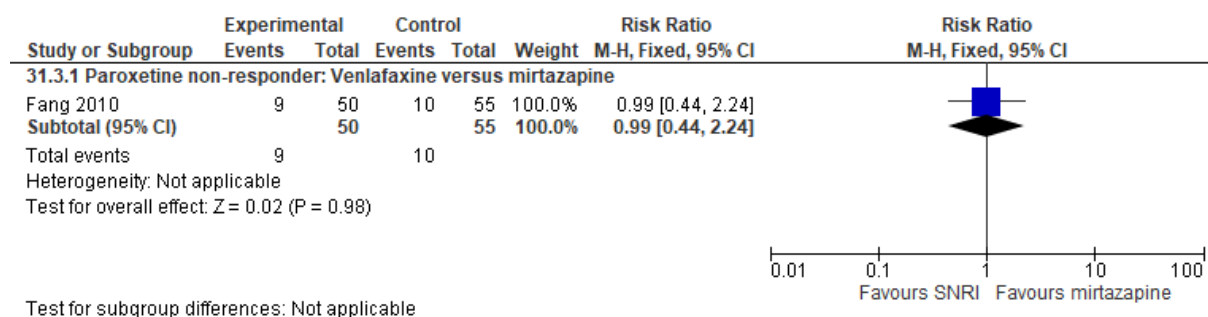 Experimental Control Risk Ratio Risk Ratio
Study or Subgroup Events Total Events Total Weight M-H, Fixed, 95% CI M-H, Fixed, 95% CI
31.3.1 Paroxetine non-responder: Venlafaxine versus mirtazapine
Fang 2010 9 50 10 55 100.0% 0.99 [0.44, 2.24]
Subtotal (95% CI) 50 55 100.0% 0.99 [0.44, 2.24]
Total events 9 10
Heterogeneity: Not applicable
Test for overall effect: Z = 0.02 (P = 0.98)
0.01 0.1 1 10 100
Favours SNRI Favours mirtazapine
Test for subgroup differences: Not applicable